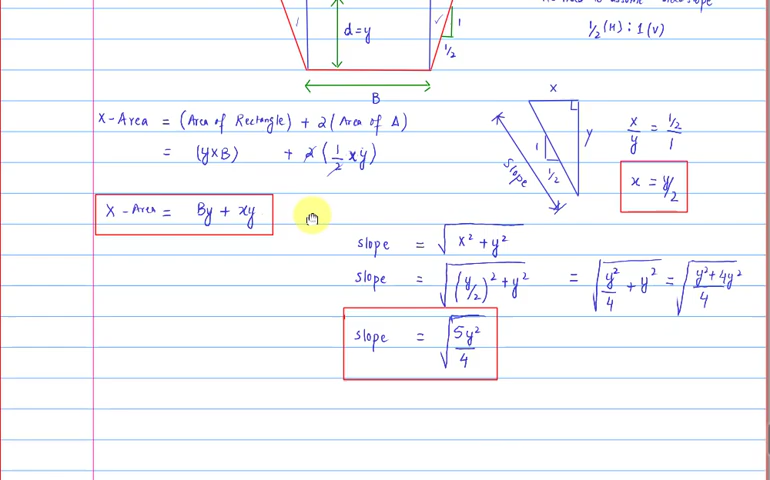 1
d=y
1
1/2
1/2 (H) : 1 (V)
B
X-Area = (Area of Rectangle) + 2 (Area of Δ)
= (y×B) + 2 (1/2 xy)
X-Area = By + xy
x
y
1
1/2
slope
x/y = 1/2 / 1
x = y/2
slope = √(x² + y²)
slope = √((y/2)² + y²) = √(y²/4 + y²) = √((y² + 4y²)/4)
slope = √(5y²/4)